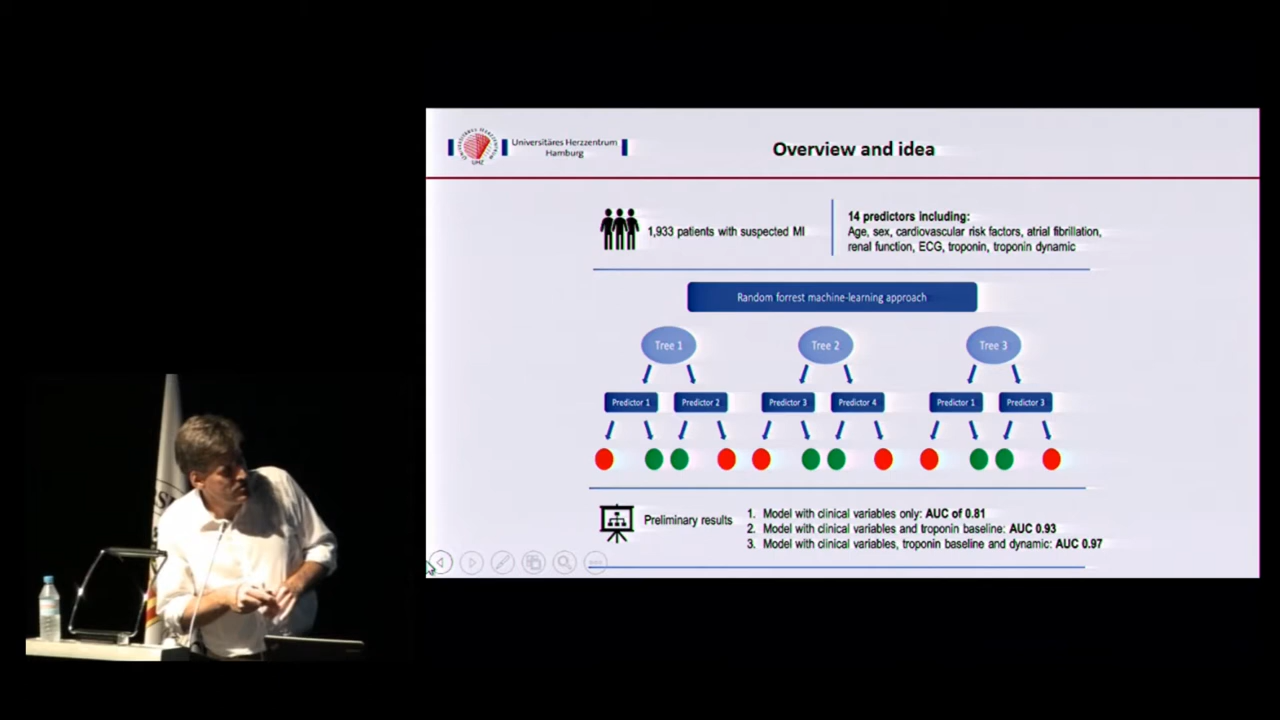 Universitäres Herzzentrum
Hamburg
Overview and idea
1,933 patients with suspected MI
14 predictors including:
Age, sex, cardiovascular risk factors, atrial fibrillation,
renal function, ECG, troponin, troponin dynamic
Random forrest machine-learning approach
Tree 1
Tree 2
Tree 3
Predictor 1
Predictor 2
Predictor 3
Predictor 4
Predictor 1
Predictor 3
Preliminary results
1. Model with clinical variables only: AUC of 0.81
2. Model with clinical variables and troponin baseline: AUC 0.93
3. Model with clinical variables, troponin baseline and dynamic: AUC 0.97